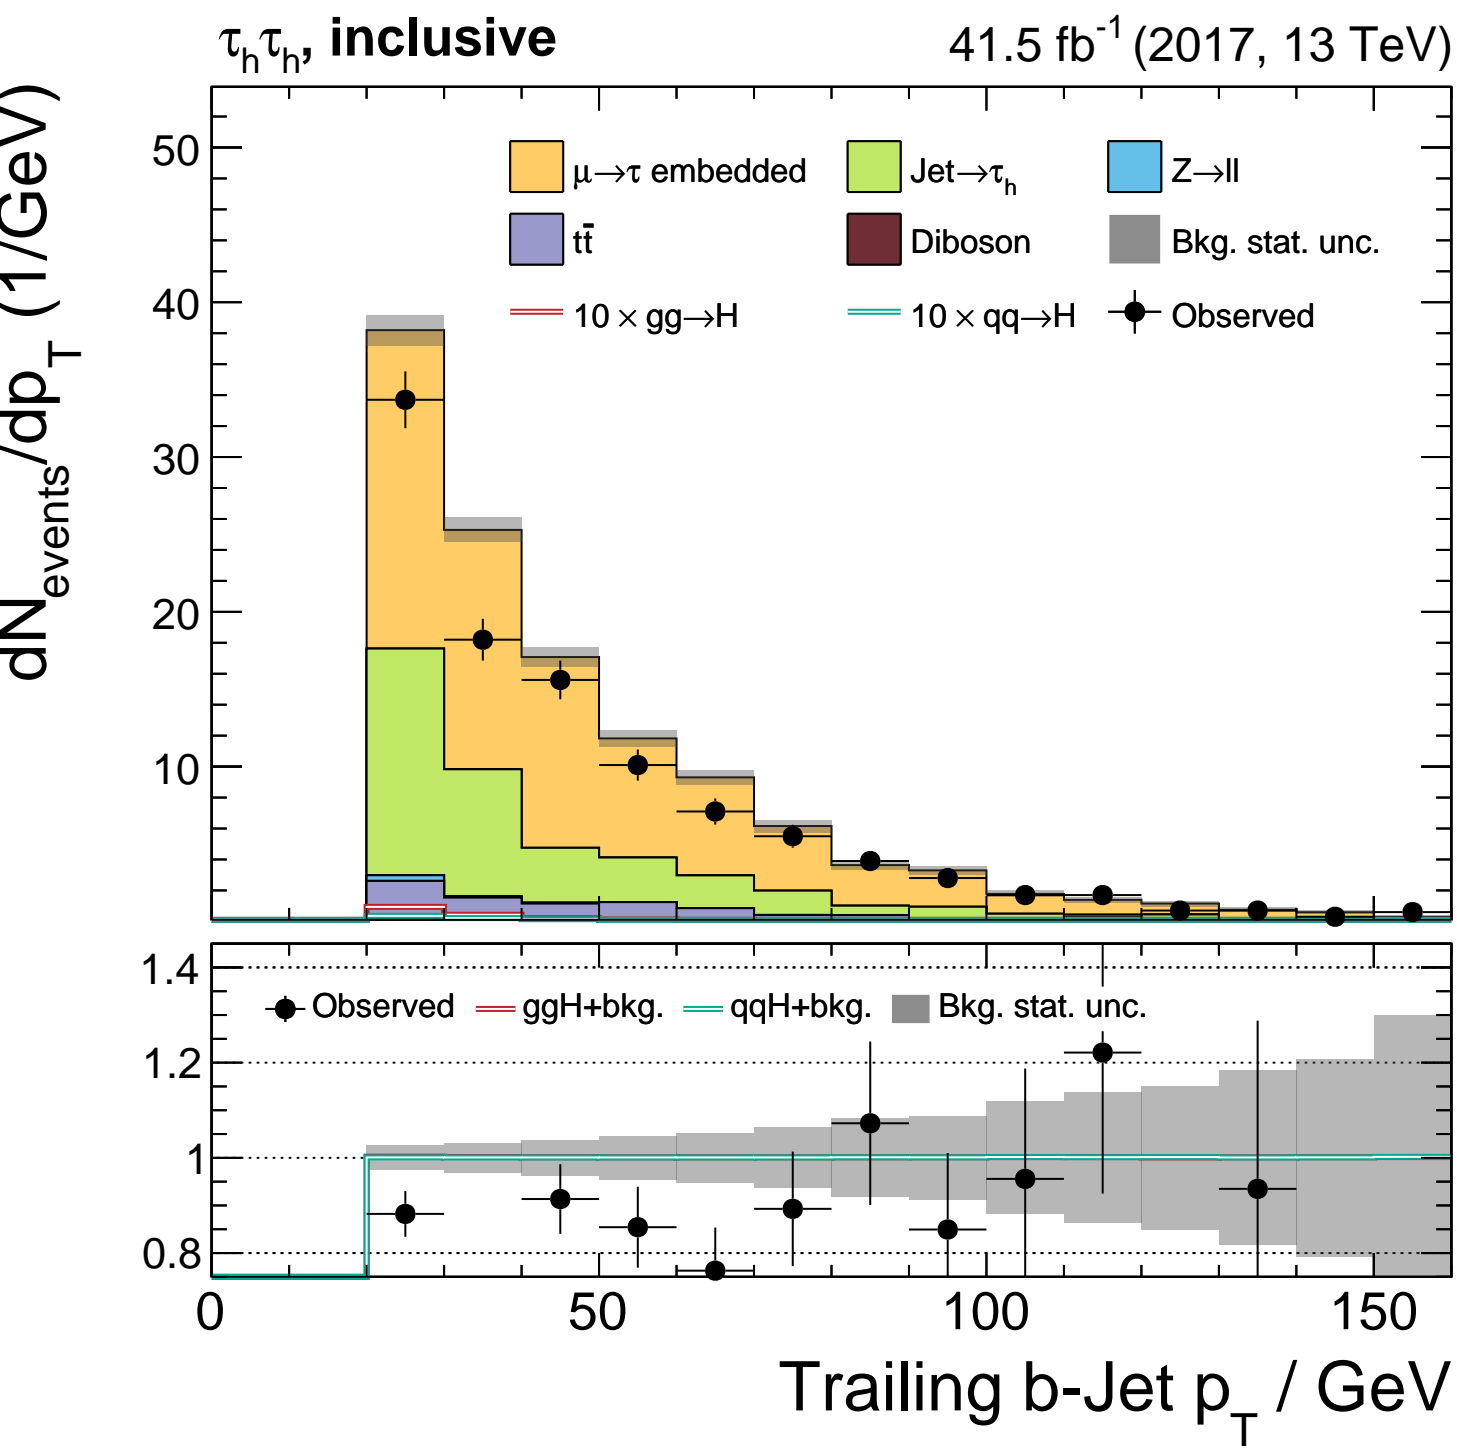 τhτh, inclusive 41.5 fb-1 (2017, 13 TeV)
dNevents/dpT (1/GeV)
50
40
30
20
10
μ→τ embedded Jet→τh Z→ll
tt̄ Diboson Bkg. stat. unc.
10 × gg→H 10 × qq→H Observed
1.4
1.2
1
0.8
Observed ggH+bkg. qqH+bkg. Bkg. stat. unc.
0 50 100 150
Trailing b-Jet pT / GeV